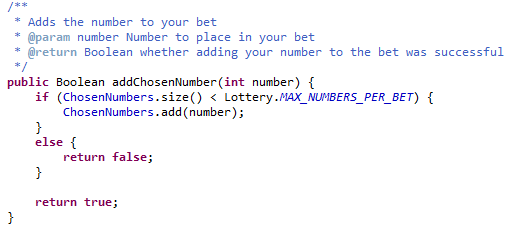 /**
 * Adds the number to your bet
 * @param number Number to place in your bet
 * @return Boolean whether adding your number to the bet was successful
 */
public Boolean addChosenNumber(int number) {
    if (ChosenNumbers.size() < Lottery.MAX_NUMBERS_PER_BET) {
        ChosenNumbers.add(number);
    }
    else {
        return false;
    }

    return true;
}